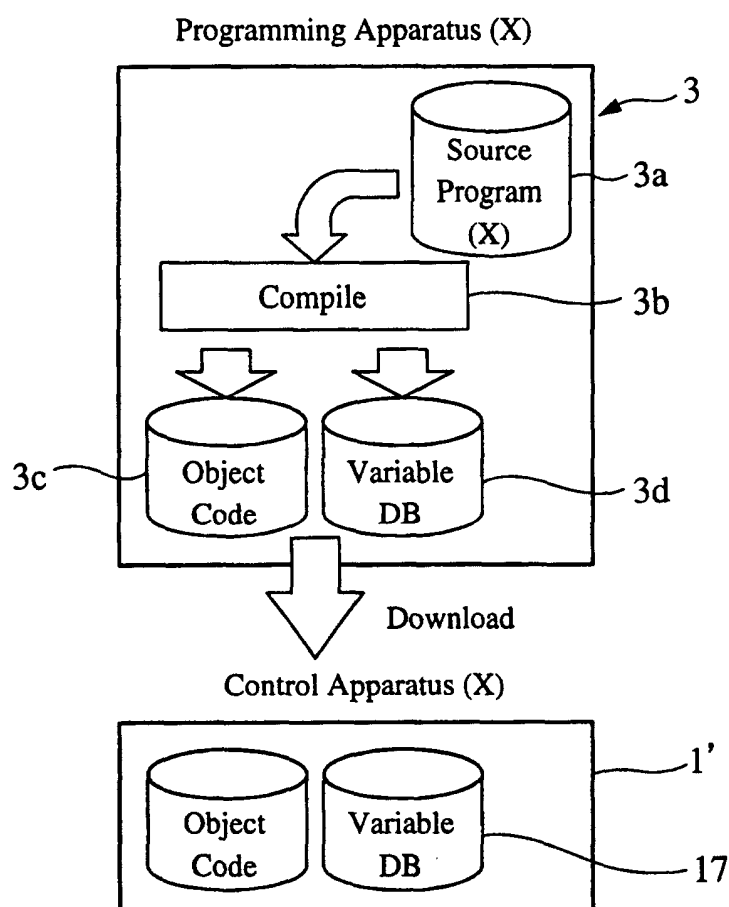 Programming Apparatus (X)
3
Source
Program
(X)
3a
Compile
3b
3c
Object
Code
Variable
DB
3d
Download
Control Apparatus (X)
1’
Object
Code
Variable
DB
17